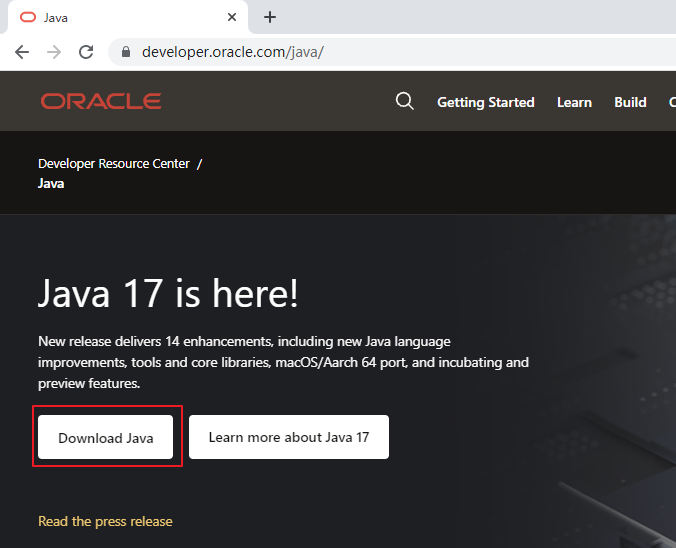 Java
developer.oracle.com/java/
ORACLE
Getting Started
Learn
Build
Developer Resource Center /
Java
Java 17 is here!
New release delivers 14 enhancements, including new Java language
improvements, tools and core libraries, macOS/Aarch 64 port, and incubating and
preview features.
Download Java
Learn more about Java 17
Read the press release